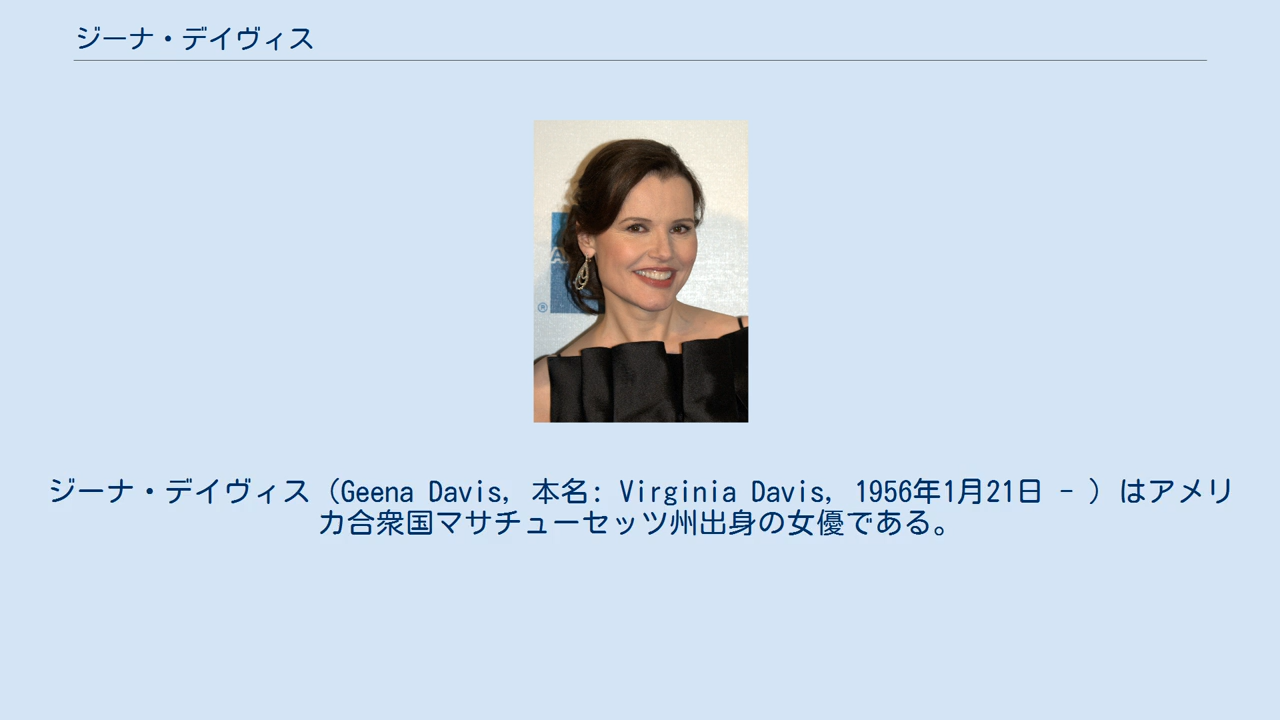 ジーナ・デイヴィス
®
ジーナ・デイヴィス（Geena Davis, 本名: Virginia Davis, 1956年1月21日 - ）はアメリ
カ合衆国マサチューセッツ州出身の女優である。